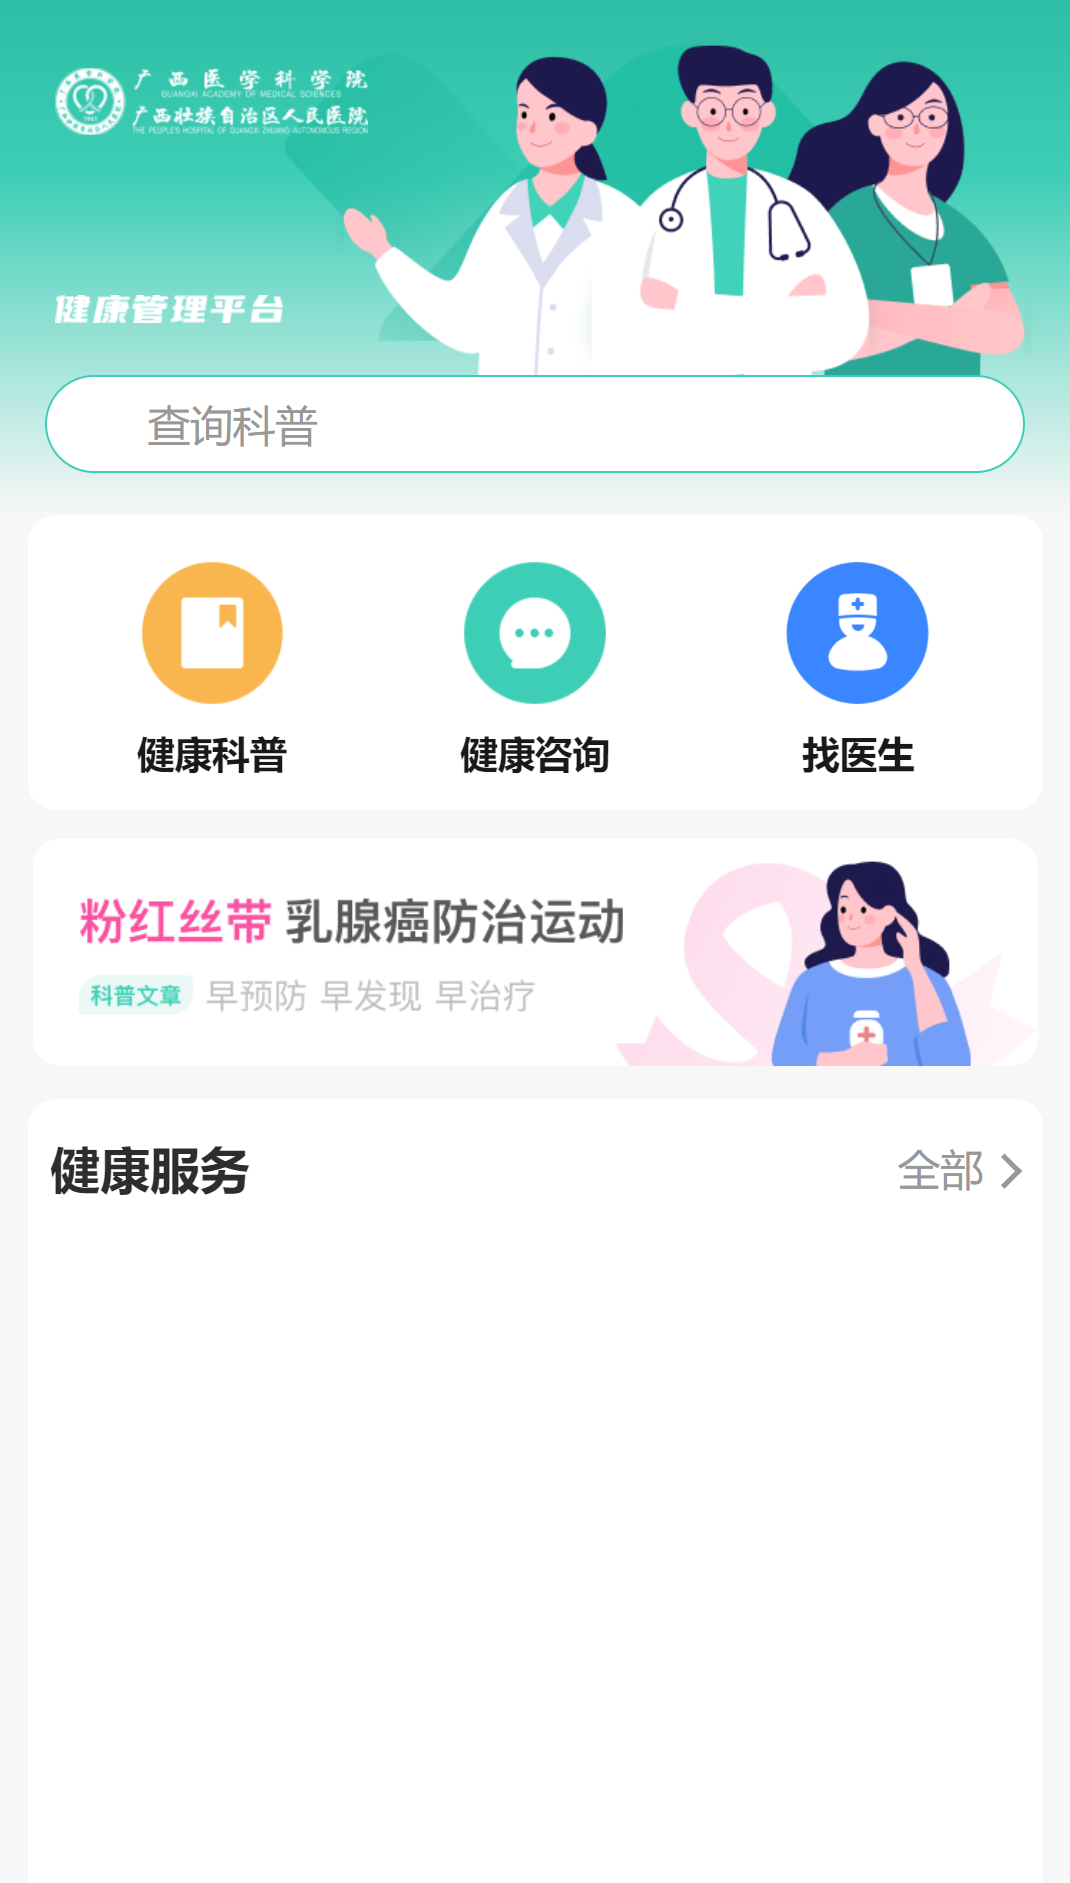 广西医学科学院
GUANGXI ACADEMY OF MEDICAL SCIENCES
广西壮族自治区人民医院
THE PEOPLE'S HOSPITAL OF GUANGXI ZHUANG AUTONOMOUS REGION
健康管理平台
查询科普
健康科普
健康咨询
找医生
粉红丝带 乳腺癌防治运动
科普文章 早预防 早发现 早治疗
健康服务
全部